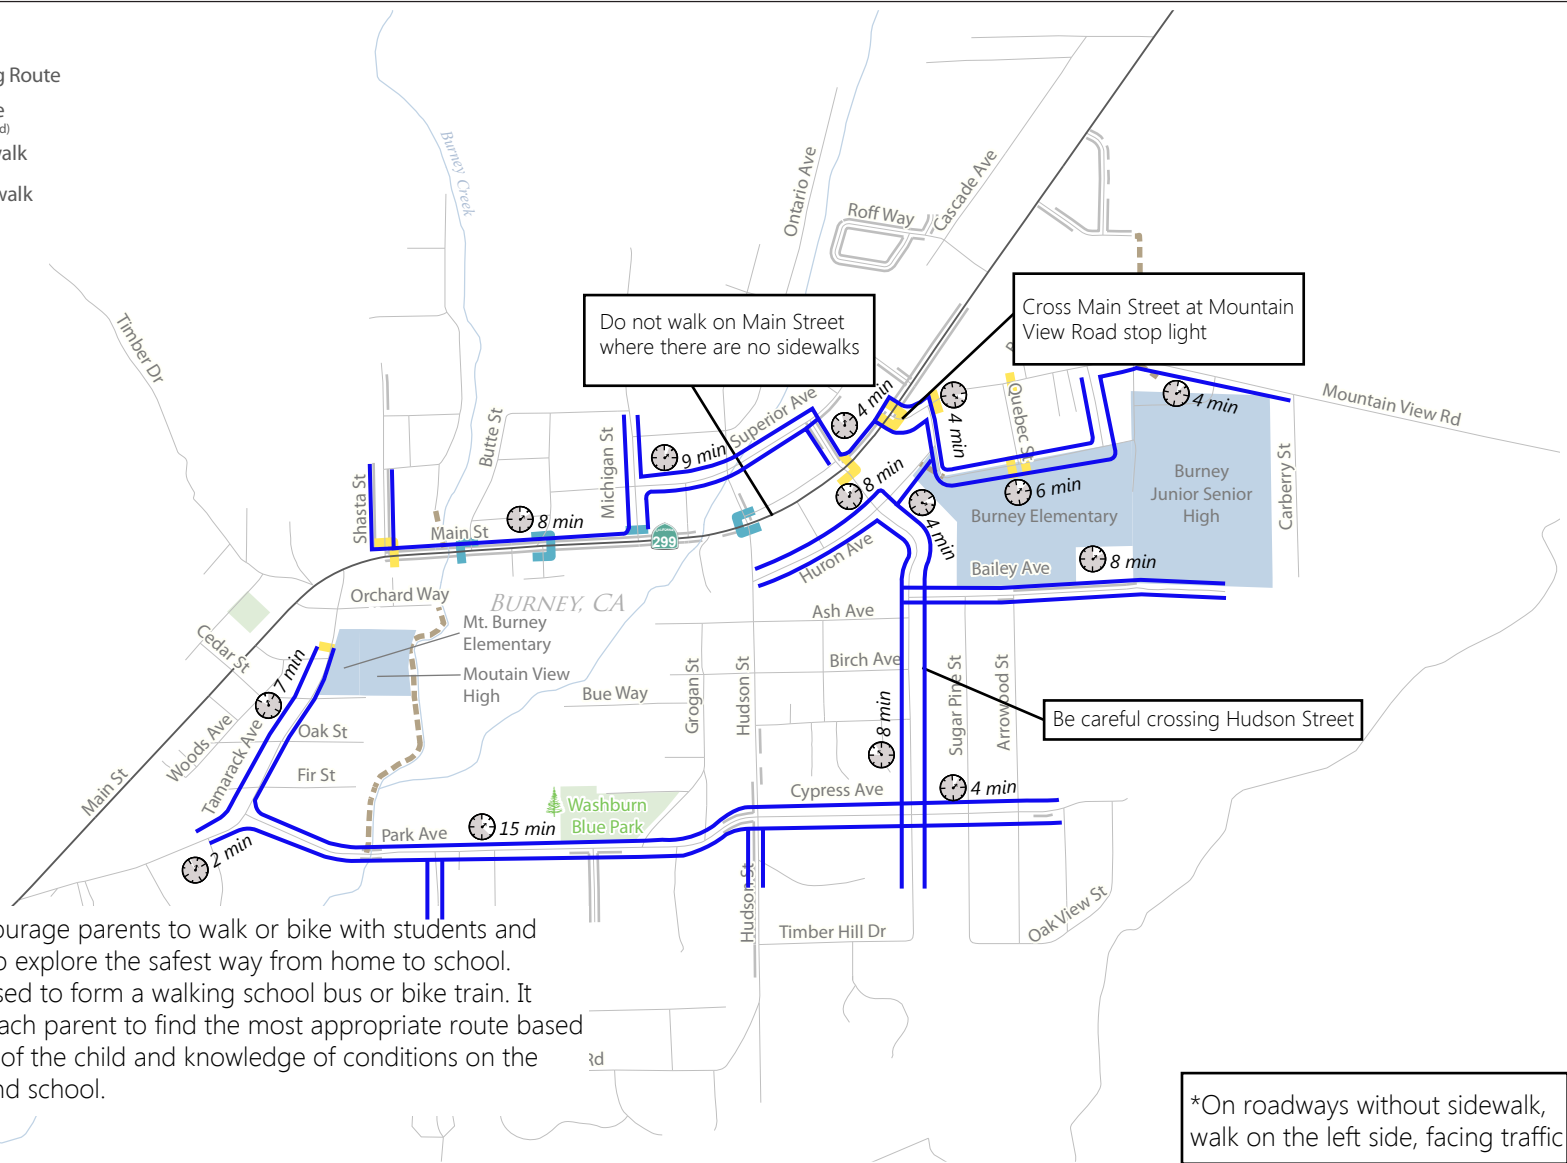 g Route
e
d)
valk
walk
Burney Creek
Ontario Ave
Roff Way
Cascade Ave
Timber Dr
Do not walk on Main Street
where there are no sidewalks
Cross Main Street at Mountain
View Road stop light
Mountain View Rd
4 min
4 min
4 min
Quebec St
Superior Ave
9 min
Butte St
Michigan St
Shasta St
Main St
8 min
299
8 min
6 min
4 min
Burney Elementary
Burney
Junior Senior
High
Carberry St
Huron Ave
Bailey Ave
8 min
Orchard Way
BURNEY, CA
Mt. Burney
Elementary
Moutain View
High
Ash Ave
Birch Ave
Bue Way
Grogan St
Hudson St
Sugar Pine St
Arrowood St
Be careful crossing Hudson Street
Cedar St
7 min
Woods Ave
Tamarack Ave
Oak St
Fir St
Main St
8 min
Cypress Ave
4 min
Washburn
Blue Park
Park Ave
15 min
2 min
Hudson St
Timber Hill Dr
Oak View St
Rd
ourage parents to walk or bike with students and
o explore the safest way from home to school.
sed to form a walking school bus or bike train. It
ach parent to find the most appropriate route based
of the child and knowledge of conditions on the
nd school.
*On roadways without sidewalk,
walk on the left side, facing traffic